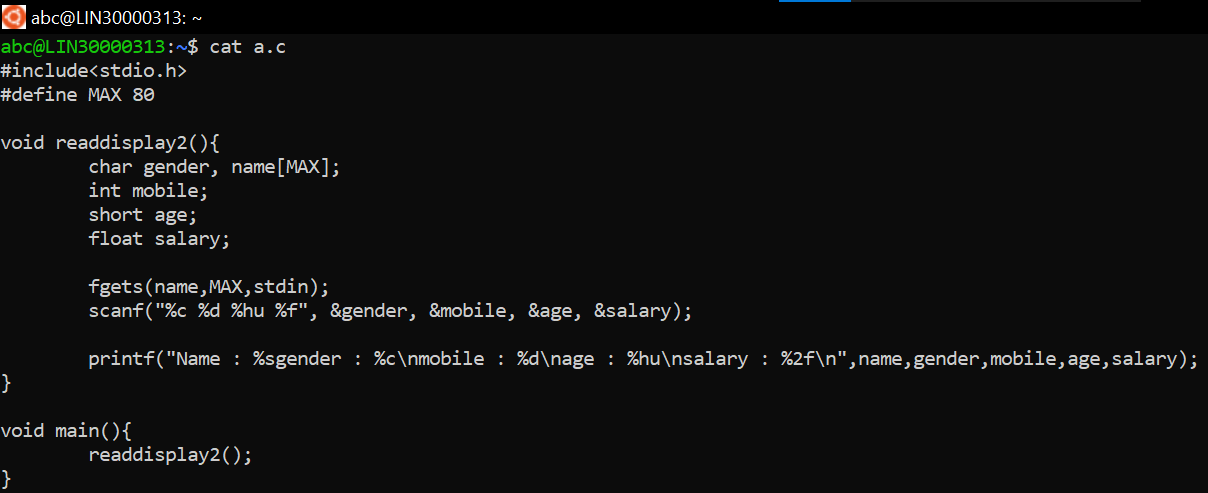 abc@LIN30000313: ~
abc@LIN30000313:~$ cat a.c
#include<stdio.h>
#define MAX 80

void readdisplay2(){
        char gender, name[MAX];
        int mobile;
        short age;
        float salary;

        fgets(name,MAX,stdin);
        scanf("%c %d %hu %f", &gender, &mobile, &age, &salary);

        printf("Name : %sgender : %c\nmobile : %d\nage : %hu\nsalary : %2f\n",name,gender,mobile,age,salary);
}

void main(){
        readdisplay2();
}